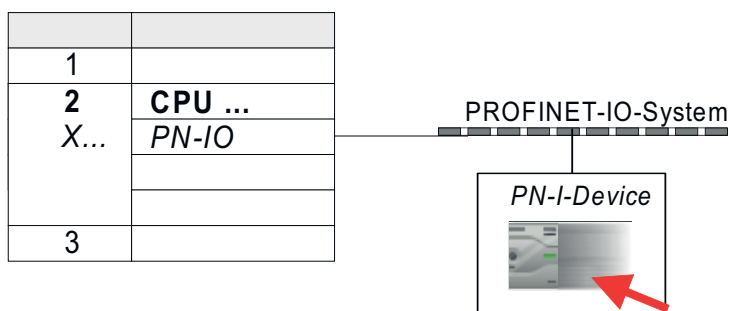 1
2 CPU ...
X... PN-IO
3
PROFINET-IO-System
PN-I-Device